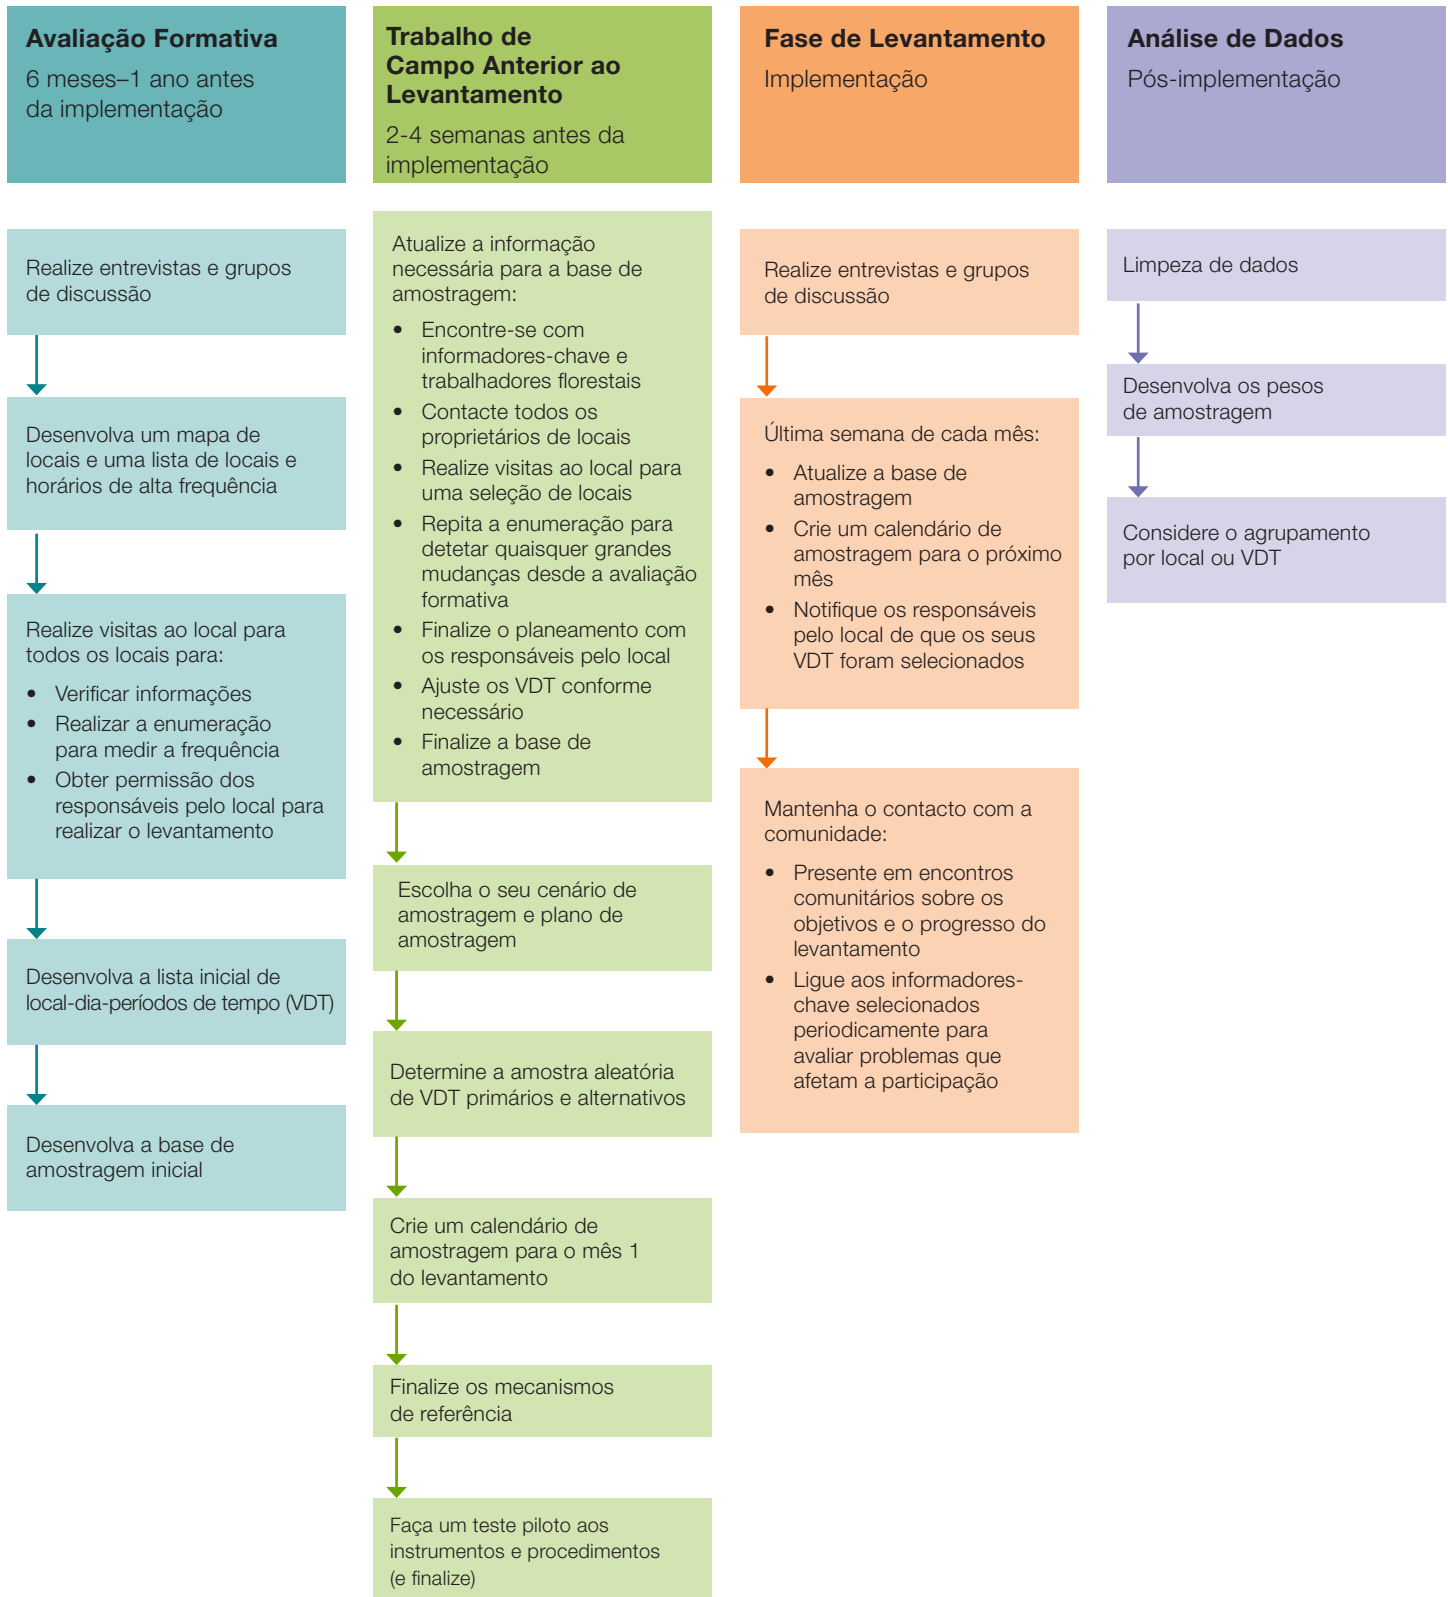 Avaliação Formativa
6 meses–1 ano antes
da implementação
Realize entrevistas e grupos
de discussão
Desenvolva um mapa de
locais e uma lista de locais e
horários de alta frequência
Realize visitas ao local para
todos os locais para:
• Verificar informações
• Realizar a enumeração
para medir a frequência
• Obter permissão dos
responsáveis pelo local para
realizar o levantamento
Desenvolva a lista inicial de
local-dia-períodos de tempo (VDT)
Desenvolva a base de
amostragem inicial
Trabalho de
Campo Anterior ao
Levantamento
2-4 semanas antes da
implementação
Atualize a informação
necessária para a base de
amostragem:
• Encontre-se com
informadores-chave e
trabalhadores florestais
• Contacte todos os
proprietários de locais
• Realize visitas ao local para
uma seleção de locais
• Repita a enumeração para
detetar quaisquer grandes
mudanças desde a avaliação
formativa
• Finalize o planeamento com
os responsáveis pelo local
• Ajuste os VDT conforme
necessário
• Finalize a base de
amostragem
Escolha o seu cenário de
amostragem e plano de
amostragem
Determine a amostra aleatória
de VDT primários e alternativos
Crie um calendário de
amostragem para o mês 1
do levantamento
Finalize os mecanismos
de referência
Faça um teste piloto aos
instrumentos e procedimentos
(e finalize)
Fase de Levantamento
Implementação
Realize entrevistas e grupos
de discussão
Última semana de cada mês:
• Atualize a base de
amostragem
• Crie um calendário de
amostragem para o próximo
mês
• Notifique os responsáveis
pelo local de que os seus
VDT foram selecionados
Mantenha o contacto com a
comunidade:
• Presente em encontros
comunitários sobre os
objetivos e o progresso do
levantamento
• Ligue aos informadores-
chave selecionados
periodicamente para
avaliar problemas que
afetam a participação
Análise de Dados
Pós-implementação
Limpeza de dados
Desenvolva os pesos
de amostragem
Considere o agrupamento
por local ou VDT